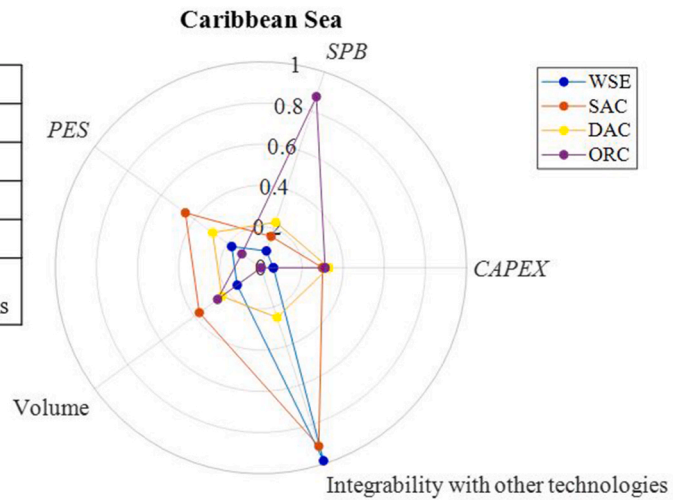 Caribbean Sea
SPB
1
WSE
SAC
DAC
ORC
0.8
PES
0.6
0.4
0.2
0
CAPEX
s
Volume
Integrability with other technologies